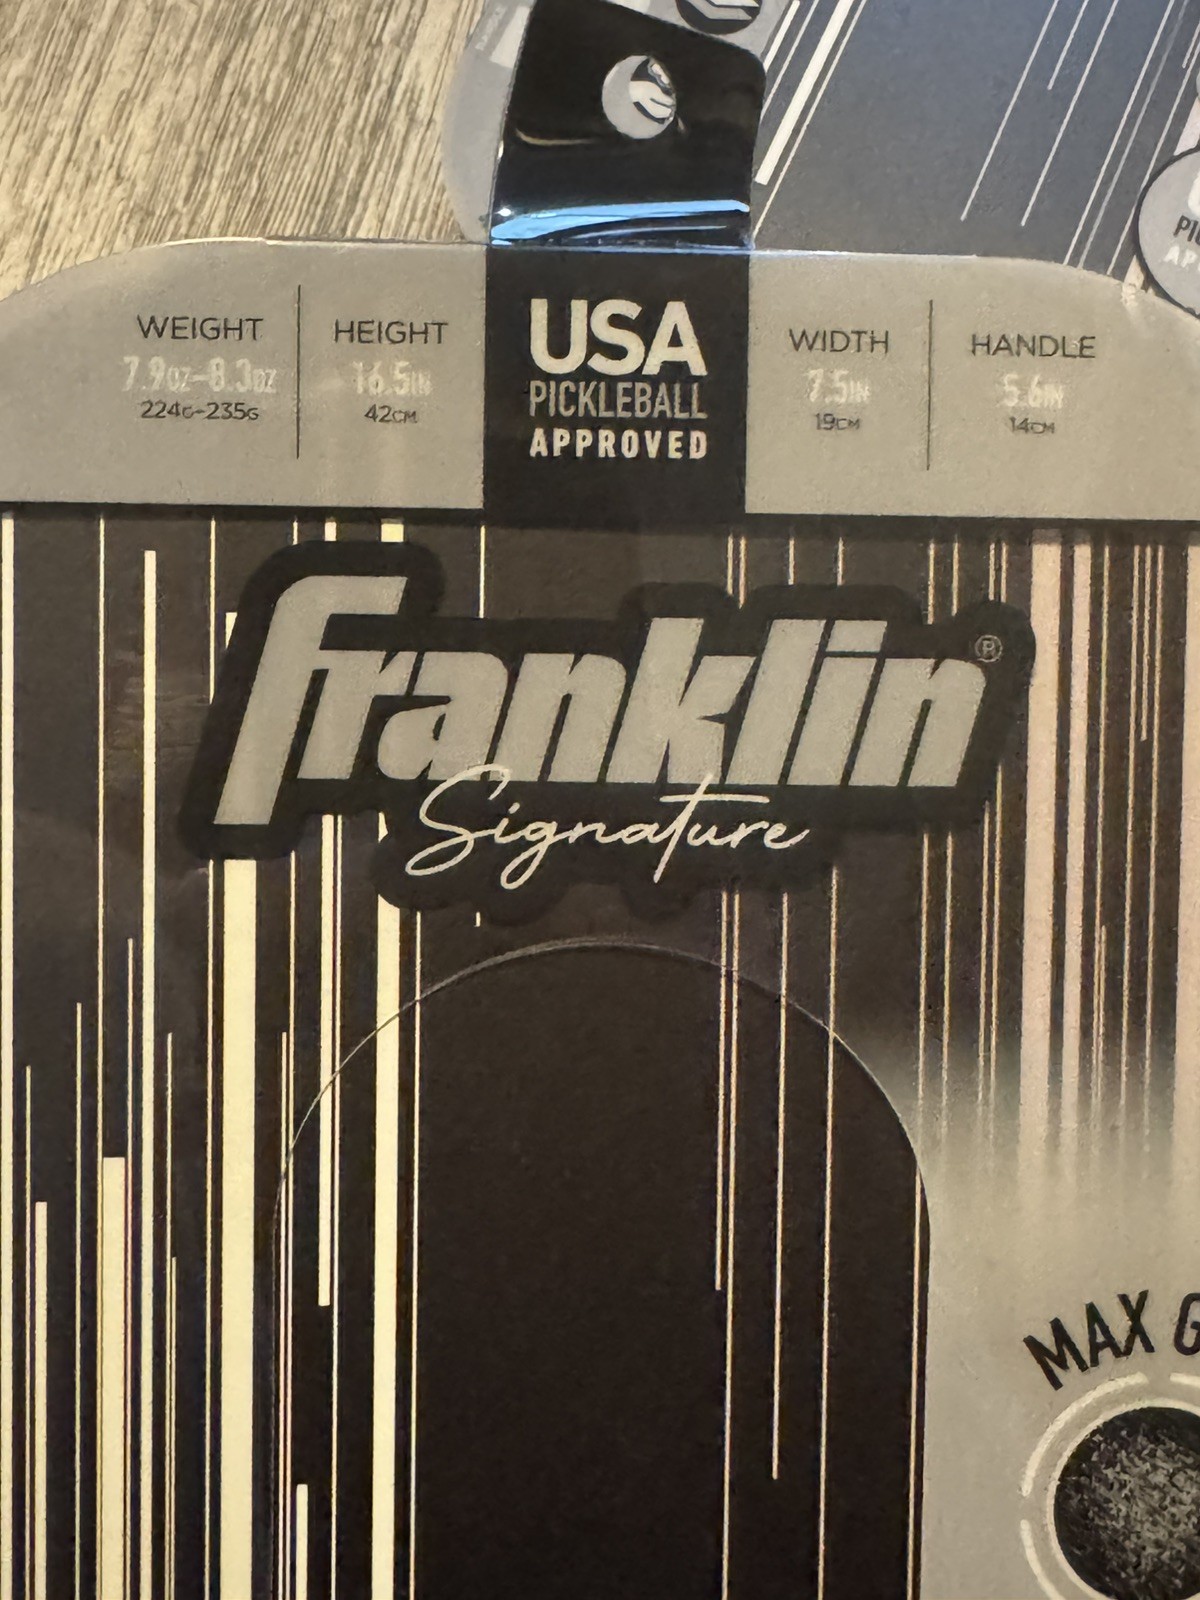 WEIGHT
7.9oz-8.3oz
224G-235G
HEIGHT
16.5IN
42CM
USA
PICKLEBALL
APPROVED
WIDTH
7.5IN
19CM
HANDLE
5.6IN
14CM
franklin®
Signature
MAX G